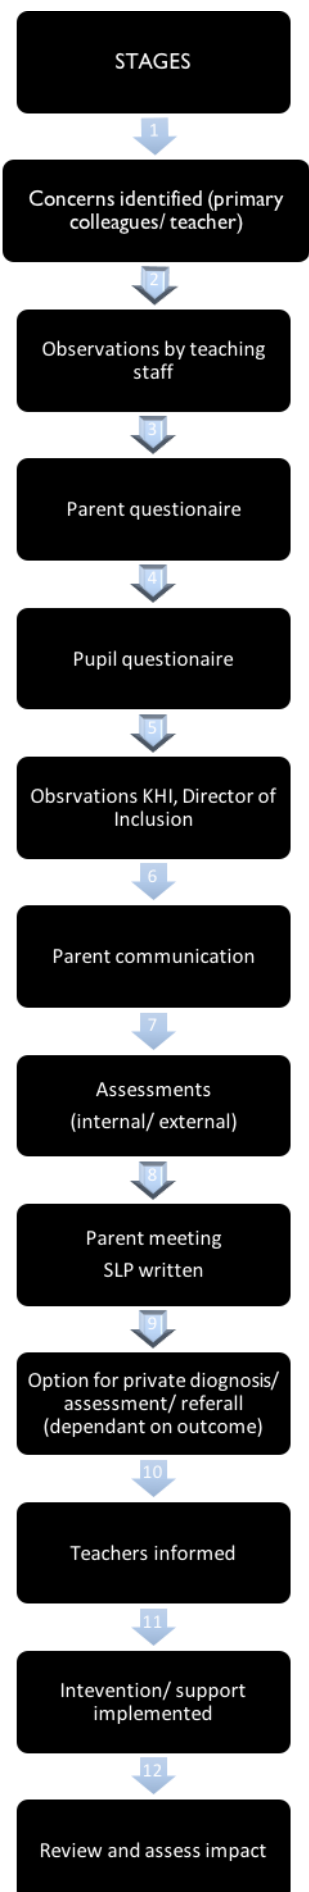 STAGES
1
Concerns identified (primary
colleagues/ teacher)
2
Observations by teaching
staff
3
Parent questionaire
4
Pupil questionaire
5
Obsrvations KHI, Director of
Inclusion
6
Parent communication
7
Assessments
(internal/ external)
8
Parent meeting
SLP written
9
Option for private diognosis/
assessment/ referall
(dependant on outcome)
10
Teachers informed
11
Intevention/ support
implemented
12
Review and assess impact